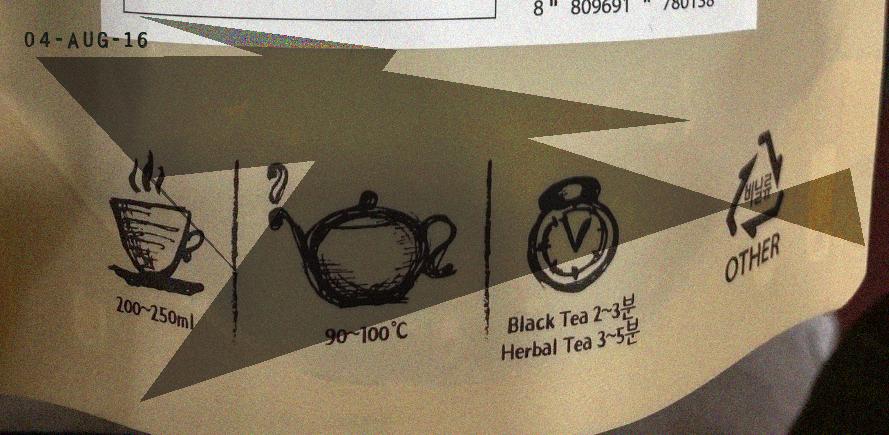 8 809691 780138
04-AUG-16
비닐류
OTHER
200~250ml
90~100℃
Black Tea 2~3분
Herbal Tea 3~5분